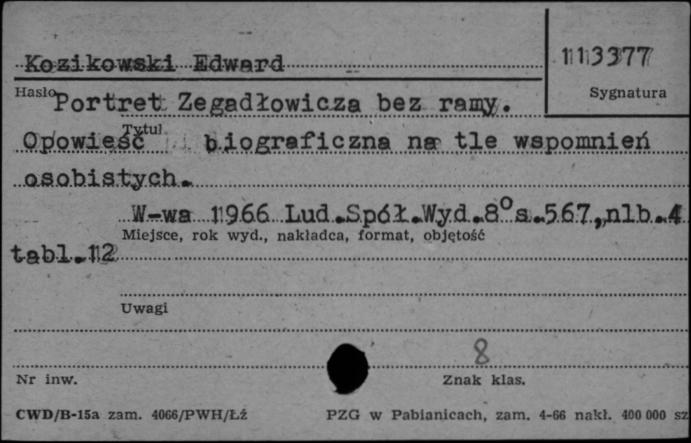 Kozikowski Edward
113377
Hasło
Sygnatura
Portret Zegadłowicza bez ramy.
Tytuł
Opowieść biograficzna na tle wspomnień
osobistych.
W-wa 1966 Lud.Spół.Wyd.8° s.567,nlb.4
Miejsce, rok wyd., nakładca, format, objętość
tabl.12
Uwagi
8
Nr inw.
Znak klas.
CWD/B-15a zam. 4066/PWH/Łź
PZG w Pabianicach, zam. 4-66 nakł. 400 000 sz